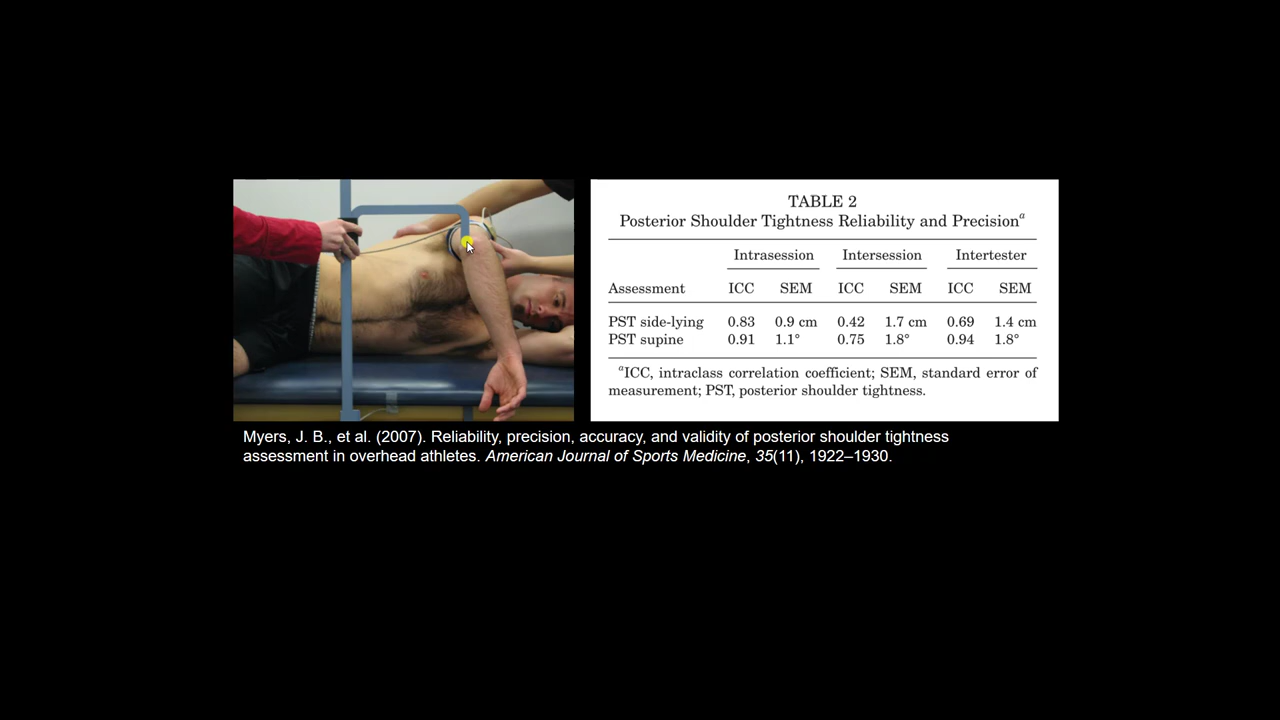 TABLE 2
Posterior Shoulder Tightness Reliability and Precisionᵃ
Intrasession Intersession Intertester
Assessment ICC SEM ICC SEM ICC SEM
PST side-lying 0.83 0.9 cm 0.42 1.7 cm 0.69 1.4 cm
PST supine 0.91 1.1° 0.75 1.8° 0.94 1.8°
ᵃICC, intraclass correlation coefficient; SEM, standard error of
measurement; PST, posterior shoulder tightness.
Myers, J. B., et al. (2007). Reliability, precision, accuracy, and validity of posterior shoulder tightness
assessment in overhead athletes. American Journal of Sports Medicine, 35(11), 1922–1930.